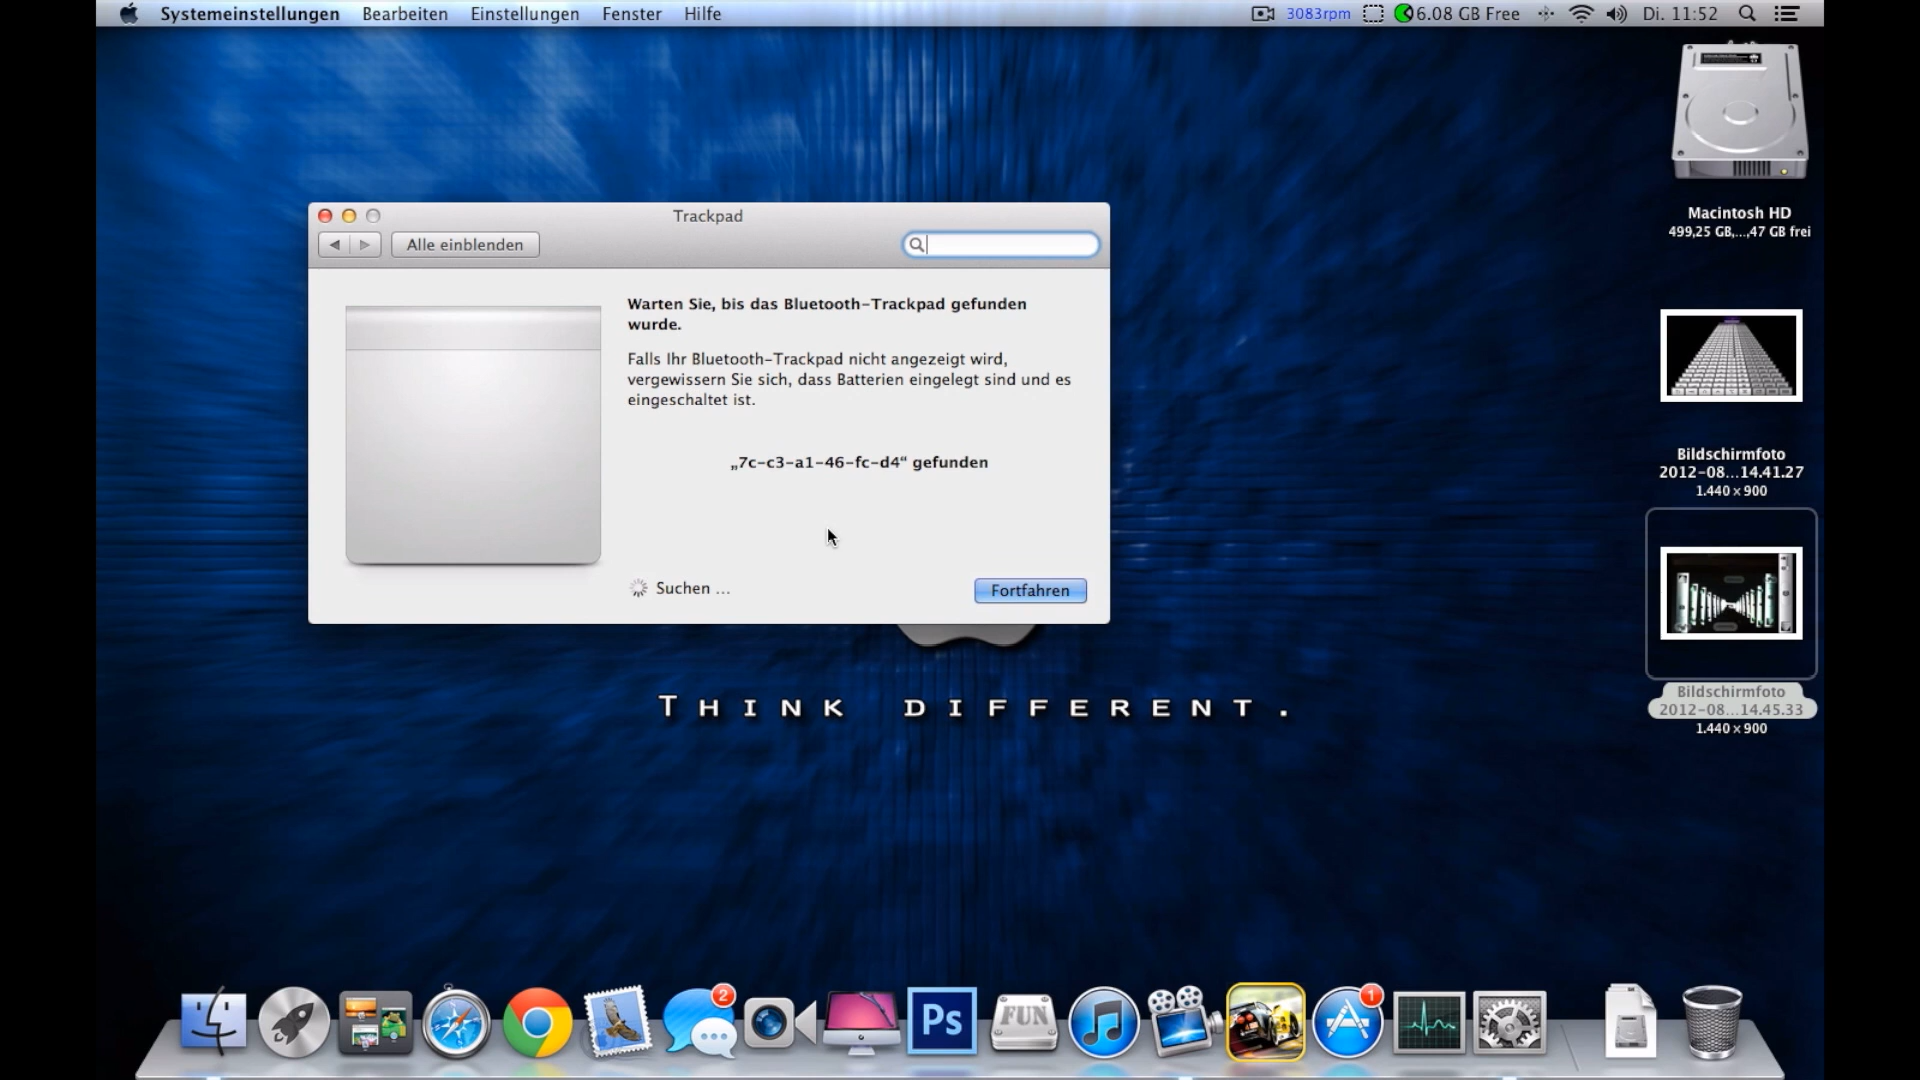 Systemeinstellungen Bearbeiten Einstellungen Fenster Hilfe
3083rpm 6.08 GB Free Di. 11:52
Trackpad
Alle einblenden
Warten Sie, bis das Bluetooth-Trackpad gefunden
wurde.
Falls Ihr Bluetooth-Trackpad nicht angezeigt wird,
vergewissern Sie sich, dass Batterien eingelegt sind und es
eingeschaltet ist.
„7c-c3-a1-46-fc-d4“ gefunden
Suchen ...
Fortfahren
THINK DIFFERENT.
Macintosh HD
499,25 GB,...,47 GB frei
Bildschirmfoto
2012-08...14.41.27
1.440 × 900
Bildschirmfoto
2012-08...14.45.33
1.440 × 900
2
Ps
FUN
1